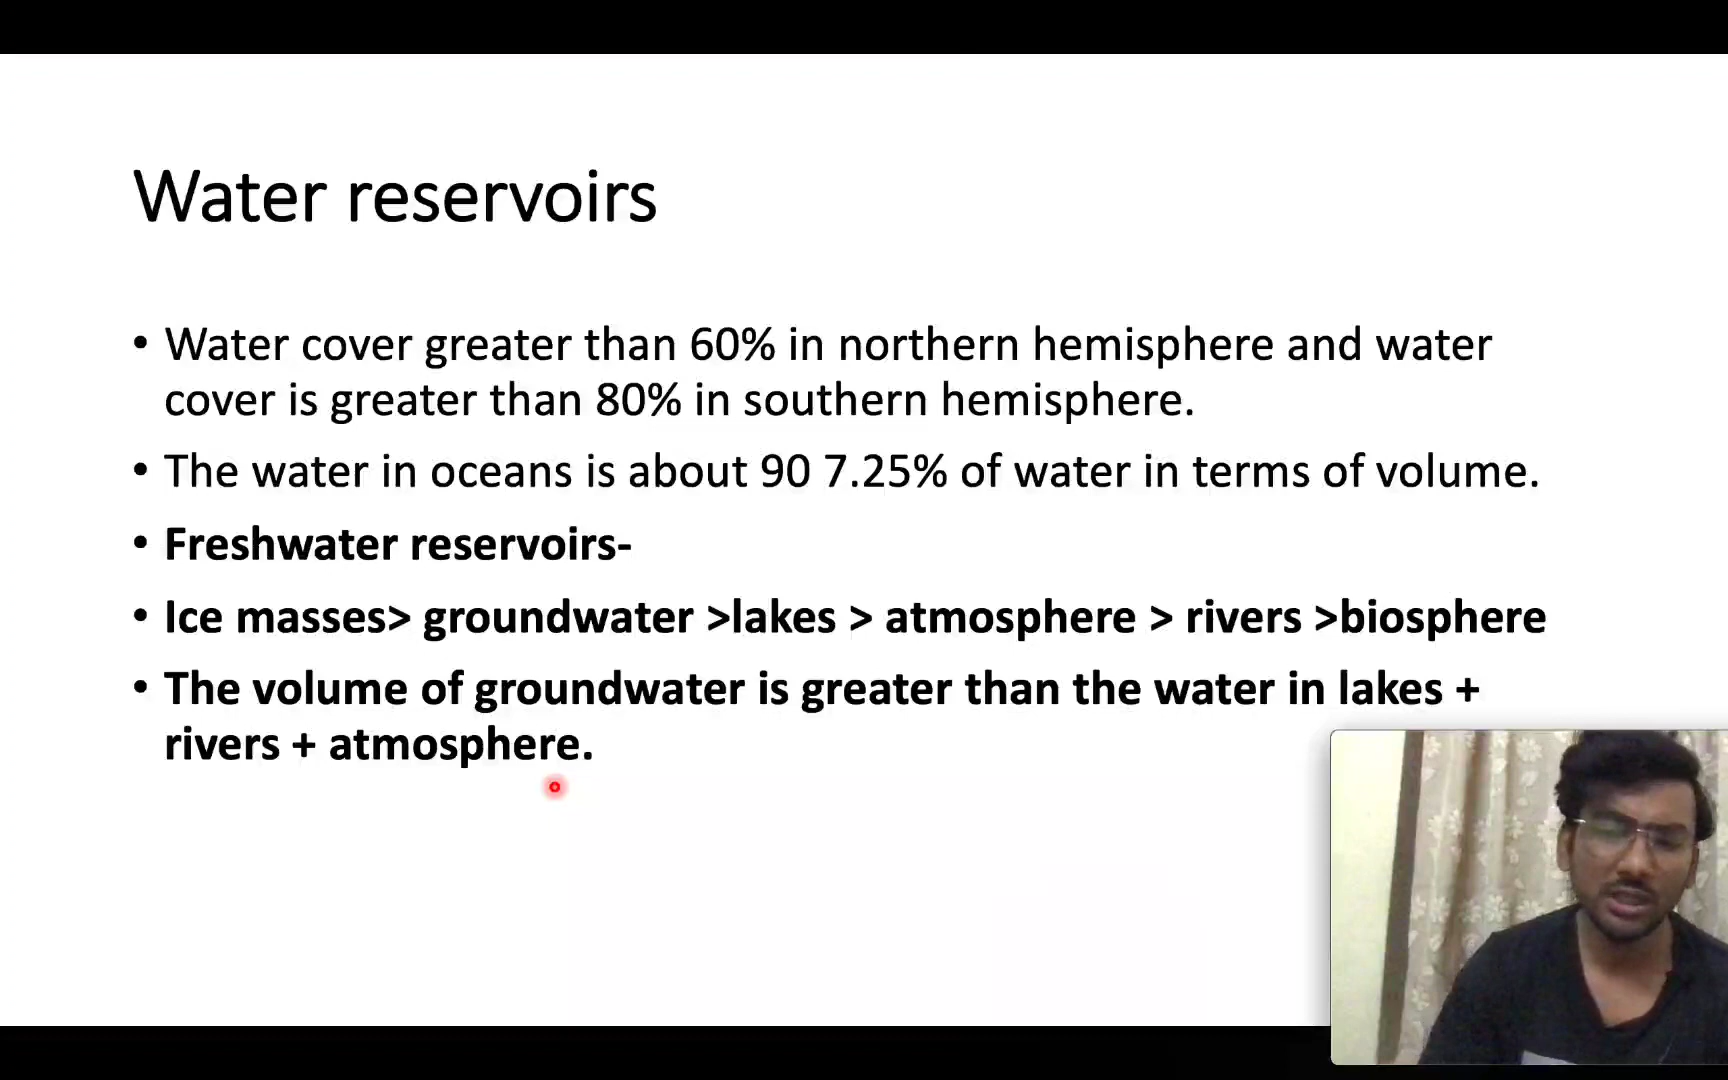 Water reservoirs
• Water cover greater than 60% in northern hemisphere and water
cover is greater than 80% in southern hemisphere.
• The water in oceans is about 90 7.25% of water in terms of volume.
• Freshwater reservoirs-
• Ice masses> groundwater >lakes > atmosphere > rivers >biosphere
• The volume of groundwater is greater than the water in lakes +
rivers + atmosphere.